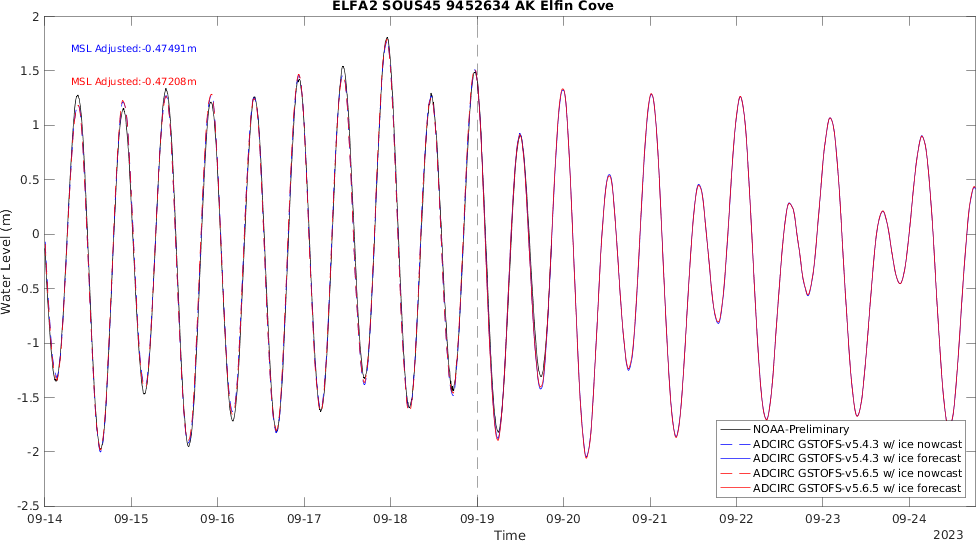 ELFA2 SOUS45 9452634 AK Elfin Cove
2
1.5
1
0.5
0
-0.5
-1
-1.5
-2
-2.5
Water Level (m)
MSL Adjusted:-0.47491m
MSL Adjusted:-0.47208m
NOAA-Preliminary
ADCIRC GSTOFS-v5.4.3 w/ ice nowcast
ADCIRC GSTOFS-v5.4.3 w/ ice forecast
ADCIRC GSTOFS-v5.6.5 w/ ice nowcast
ADCIRC GSTOFS-v5.6.5 w/ ice forecast
09-14 09-15 09-16 09-17 09-18 09-19 09-20 09-21 09-22 09-23 09-24
Time
2023